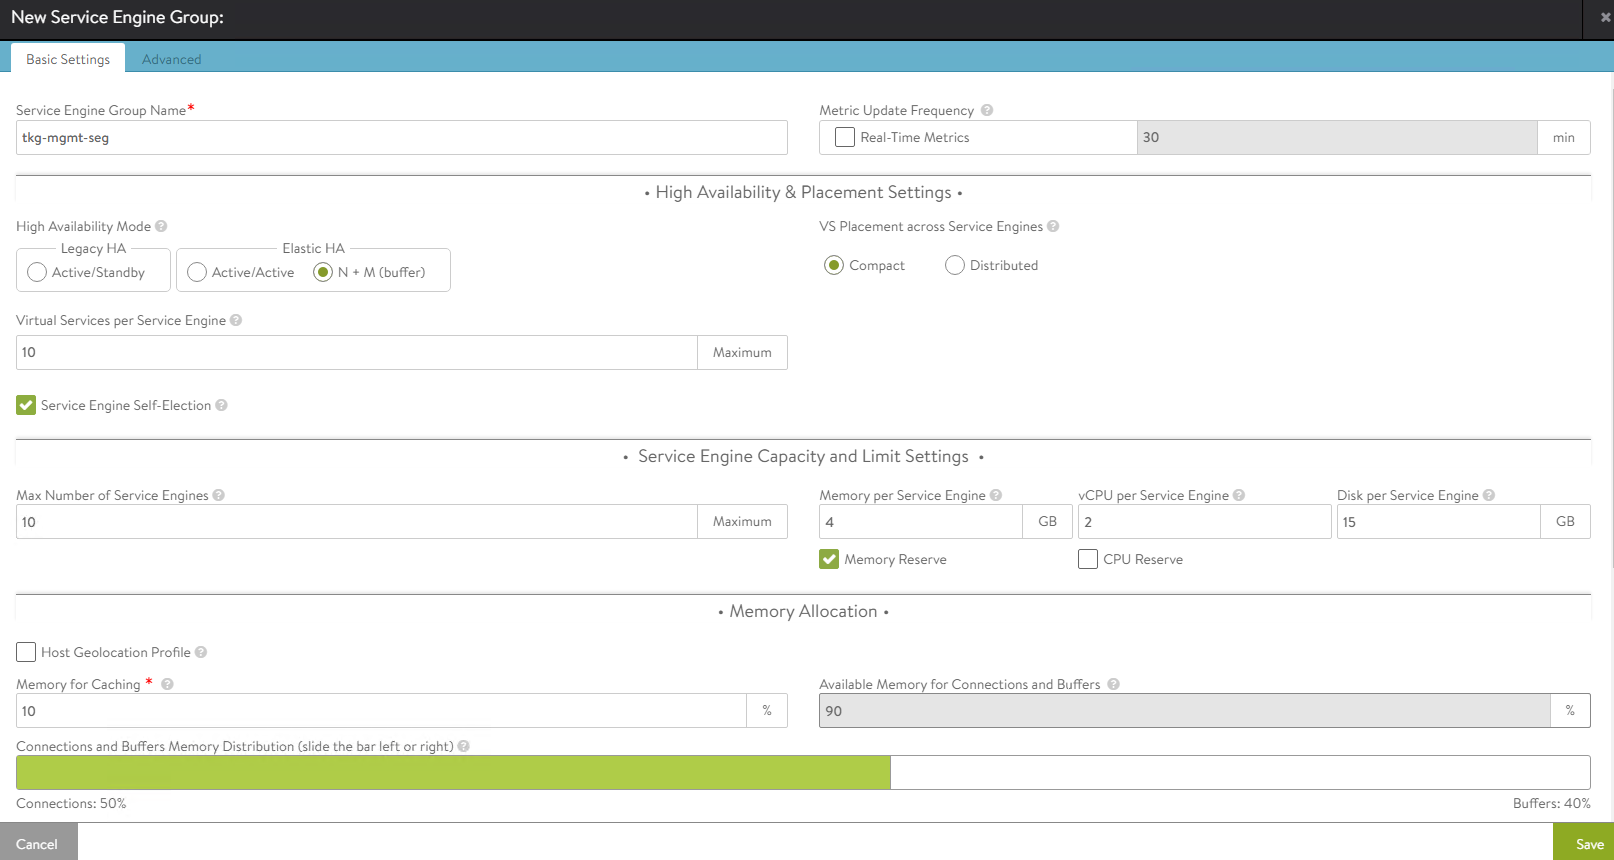 New Service Engine Group:
Basic Settings
Advanced
Service Engine Group Name*
Metric Update Frequency ?
tkg-mgmt-seg
Real-Time Metrics
30
min
• High Availability & Placement Settings •
High Availability Mode ?
VS Placement across Service Engines ?
Legacy HA
Elastic HA
Active/Standby
Active/Active
N + M (buffer)
Compact
Distributed
Virtual Services per Service Engine ?
10
Maximum
Service Engine Self-Election ?
• Service Engine Capacity and Limit Settings •
Max Number of Service Engines ?
Memory per Service Engine ?
vCPU per Service Engine ?
Disk per Service Engine ?
10
Maximum
4
GB
2
15
GB
Memory Reserve
CPU Reserve
• Memory Allocation •
Host Geolocation Profile ?
Memory for Caching * ?
Available Memory for Connections and Buffers ?
10
%
90
%
Connections and Buffers Memory Distribution (slide the bar left or right) ?
Connections: 50%
Buffers: 40%
Cancel
Save